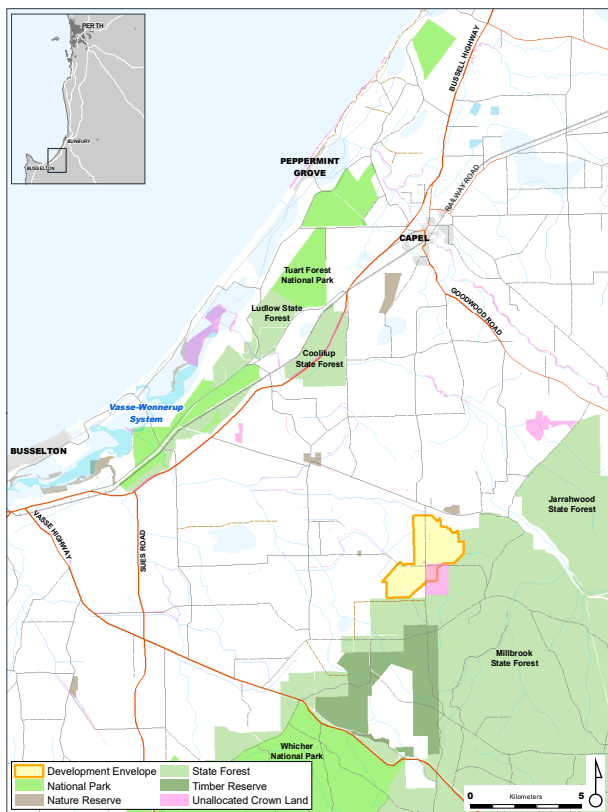 PERTH
BUNBURY
BUSSELTON
BUSSELL HIGHWAY
PEPPERMINT
GROVE
RAILWAY ROAD
CAPEL
Tuart Forest
National Park
GOODWOOD ROAD
Ludlow State
Forest
Coolilup
State Forest
Vasse-Wonnerup
System
BUSSELTON
Jarrahwood
State Forest
VASSE HIGHWAY
SUES ROAD
Millbrook
State Forest
Whicher
National Park
Development Envelope
National Park
Nature Reserve
State Forest
Timber Reserve
Unallocated Crown Land
0 Kilometers 5